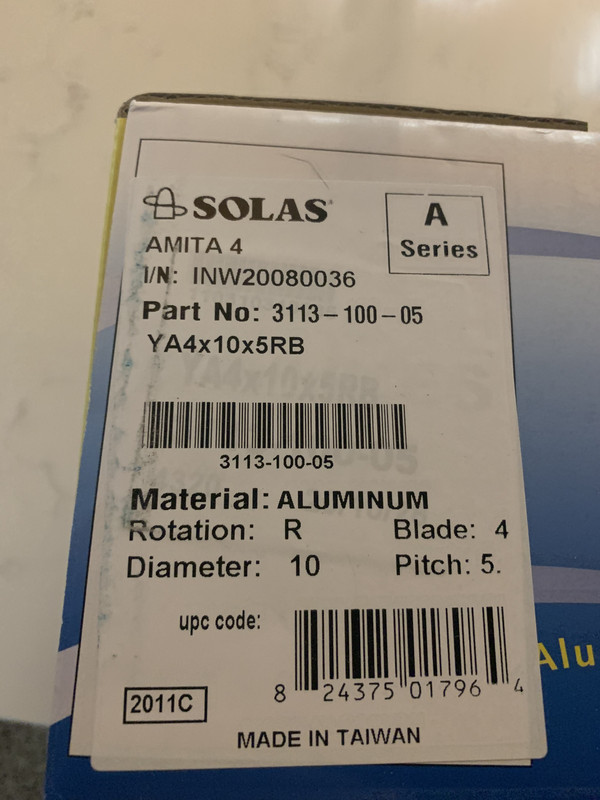 SOLAS
A
Series
AMITA 4
I/N: INW20080036
Part No: 3113-100-05
YA4x10x5RB
3113-100-05
Material: ALUMINUM
Rotation: R Blade: 4
Diameter: 10 Pitch: 5.
upc code:
8 24375 01796 4
Alu
2011C
MADE IN TAIWAN